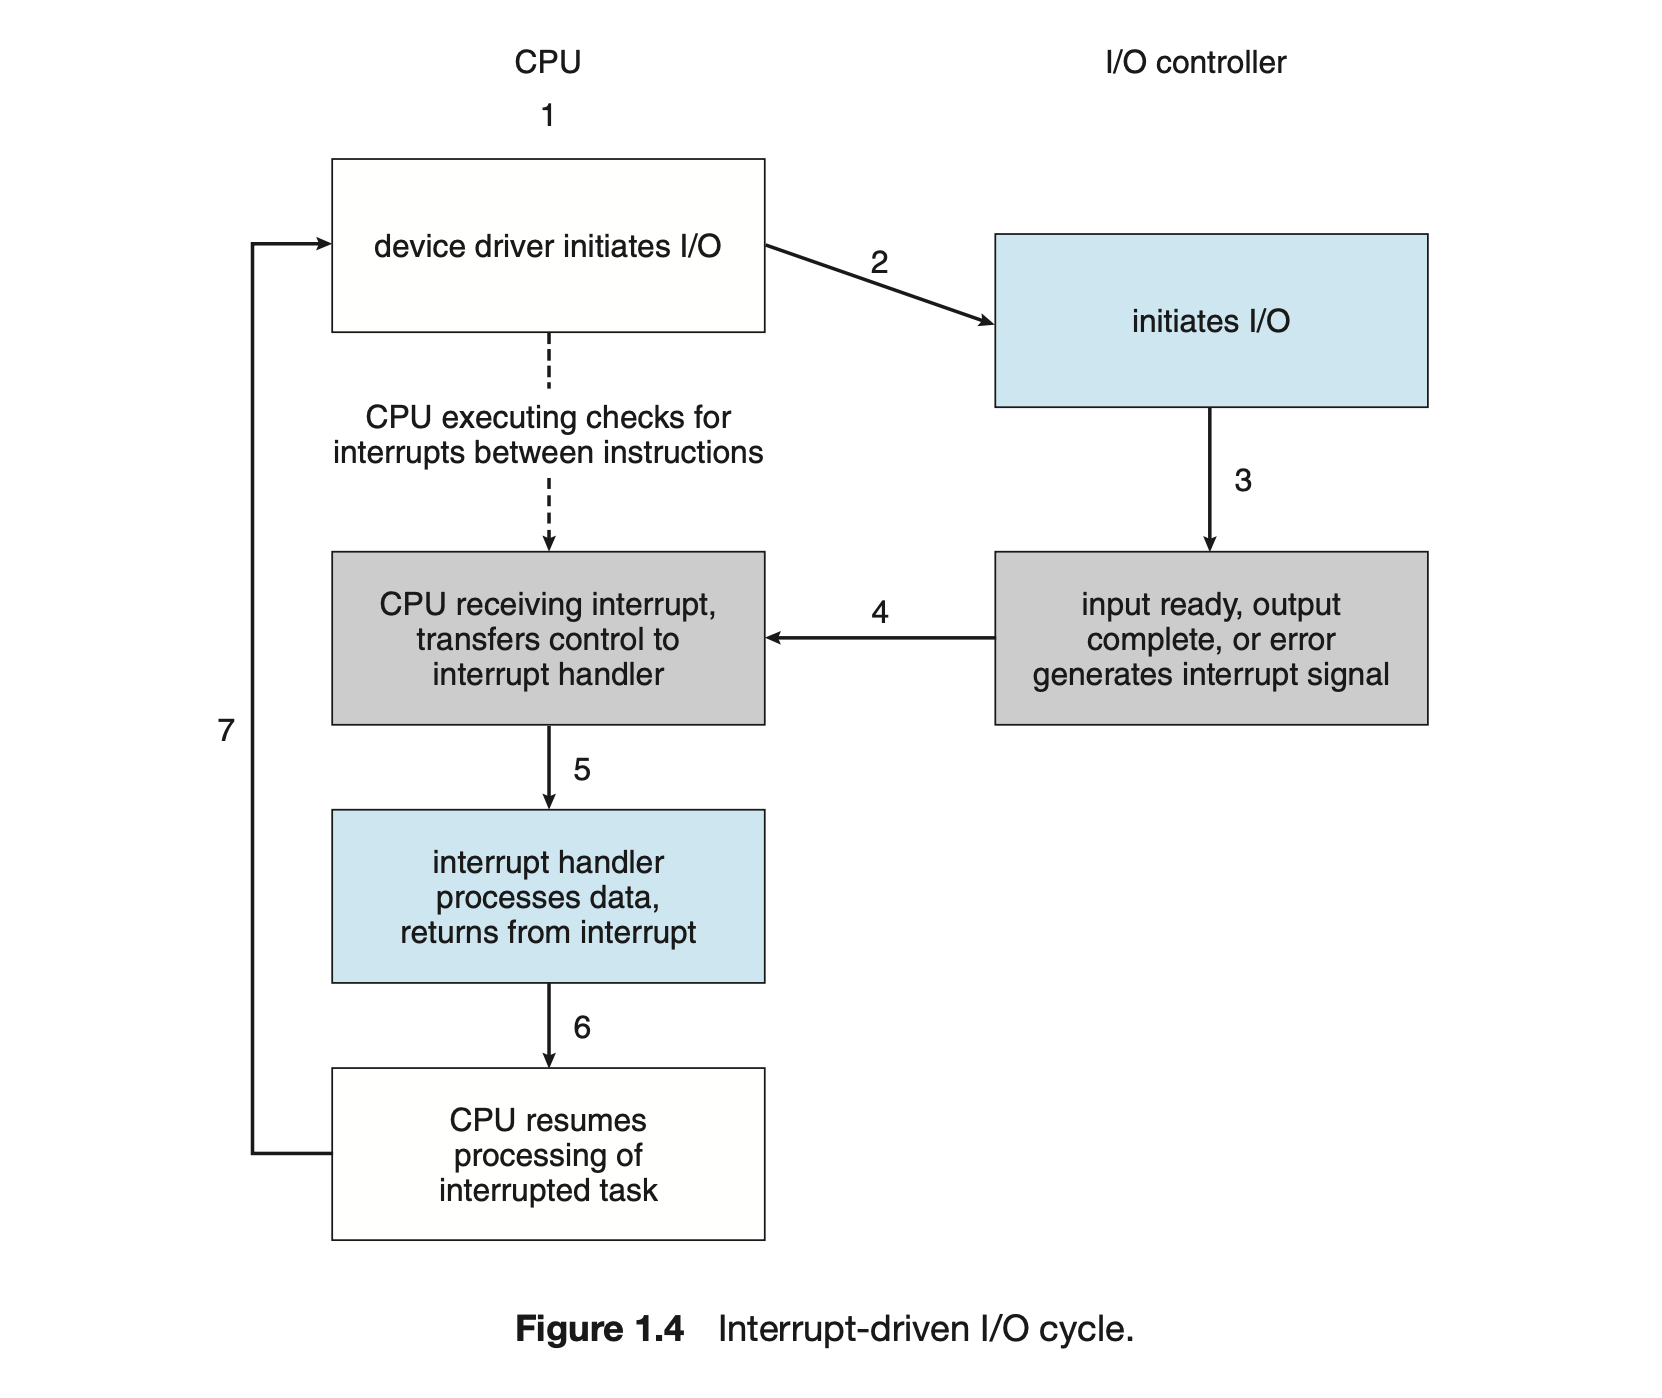 CPU
I/O controller
1
device driver initiates I/O
2
initiates I/O
CPU executing checks for
interrupts between instructions
3
CPU receiving interrupt,
transfers control to
interrupt handler
4
input ready, output
complete, or error
generates interrupt signal
7
5
interrupt handler
processes data,
returns from interrupt
6
CPU resumes
processing of
interrupted task
Figure 1.4 Interrupt-driven I/O cycle.